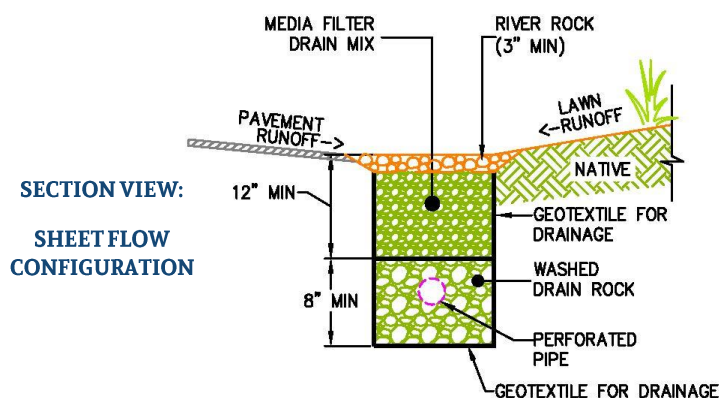 MEDIA FILTER
DRAIN MIX
RIVER ROCK
(3" MIN)
PAVEMENT
RUNOFF
LAWN
RUNOFF
NATIVE
SECTION VIEW:
SHEET FLOW
CONFIGURATION
12" MIN
GEOTEXTILE FOR
DRAINAGE
WASHED
DRAIN ROCK
8" MIN
PERFORATED
PIPE
GEOTEXTILE FOR DRAINAGE